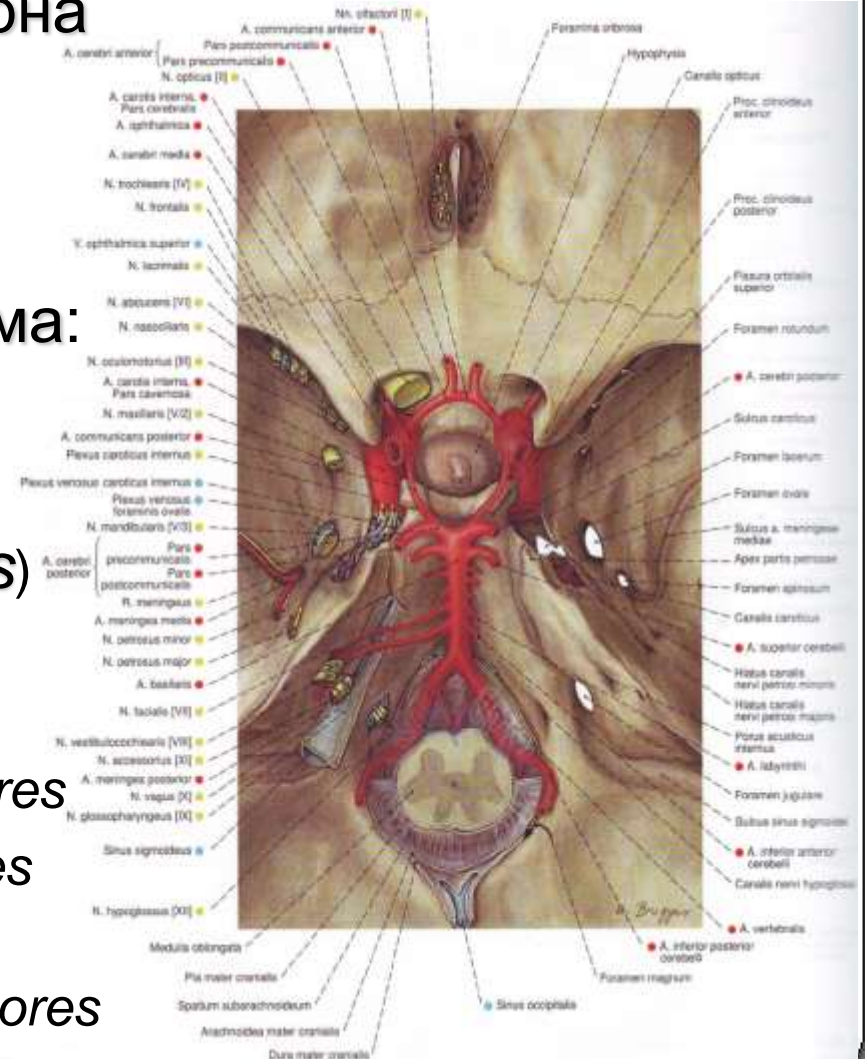 она
ма:
s)
res
es
ores
Nn. olfactorii [I]
A. communicans anterior
A. cerebri anterior
Pars postcommunicalis
Pars precommunicalis
N. opticus [II]
A. carotis interna,
Pars cerebralis
A. ophthalmica
A. cerebri media
N. trochlearis [IV]
N. frontalis
V. ophthalmica superior
N. lacrimalis
N. abducens [VI]
N. nasociliaris
N. oculomotorius [III]
A. carotis interna,
Pars cavernosa
N. maxillaris [V/2]
A. communicans posterior
Plexus caroticus internus
Plexus venosus caroticus internus
Plexus venosus
foraminis ovalis
N. mandibularis [V/3]
A. cerebri
posterior
Pars
precommunicalis
Pars
postcommunicalis
R. meningeus
A. meningea media
N. petrosus minor
N. petrosus major
A. basilaris
N. facialis [VII]
N. vestibulocochlearis [VIII]
N. accessorius [XI]
A. meningea posterior
N. vagus [X]
N. glossopharyngeus [IX]
Sinus sigmoideus
N. hypoglossus [XII]
Medulla oblongata
Pia mater cranialis
Spatium subarachnoideum
Arachnoidea mater cranialis
Dura mater cranialis
Foramina cribrosa
Hypophysis
Canalis opticus
Proc. clinoideus
anterior
Proc. clinoideus
posterior
Fissura orbitalis
superior
Foramen rotundum
A. cerebri posterior
Sulcus caroticus
Foramen lacerum
Foramen ovale
Sulcus a. meningeae
mediae
Apex partis petrosae
Foramen spinosum
Canalis caroticus
A. superior cerebelli
Hiatus canalis
nervi petrosi minoris
Hiatus canalis
nervi petrosi majoris
Porus acusticus
internus
A. labyrinthi
Foramen jugulare
Sulcus sinus sigmoidei
A. inferior anterior
cerebelli
Canalis nervi hypoglossi
A. vertebralis
A. inferior posterior
cerebelli
Foramen magnum
Sinus occipitalis